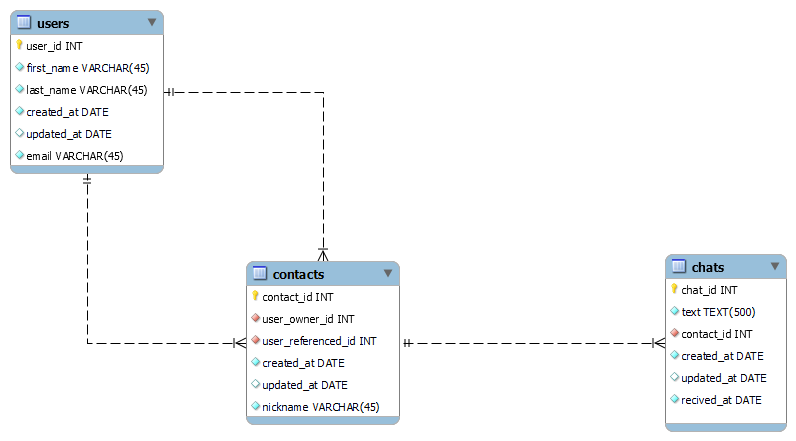 users
user_id INT
first_name VARCHAR(45)
last_name VARCHAR(45)
created_at DATE
updated_at DATE
email VARCHAR(45)
contacts
contact_id INT
user_owner_id INT
user_referenced_id INT
created_at DATE
updated_at DATE
nickname VARCHAR(45)
chats
chat_id INT
text TEXT(500)
contact_id INT
created_at DATE
updated_at DATE
recived_at DATE